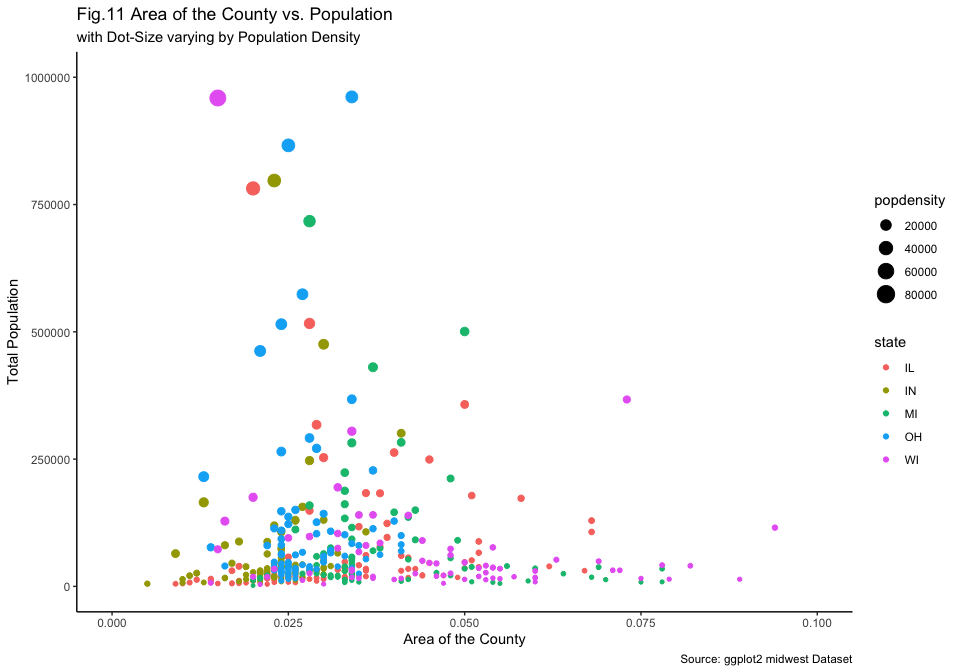 Fig.11 Area of the County vs. Population
with Dot-Size varying by Population Density
1000000
750000
500000
250000
0
Total Population
0.000
0.025
0.050
0.075
0.100
Area of the County
popdensity
20000
40000
60000
80000
state
IL
IN
MI
OH
WI
Source: ggplot2 midwest Dataset